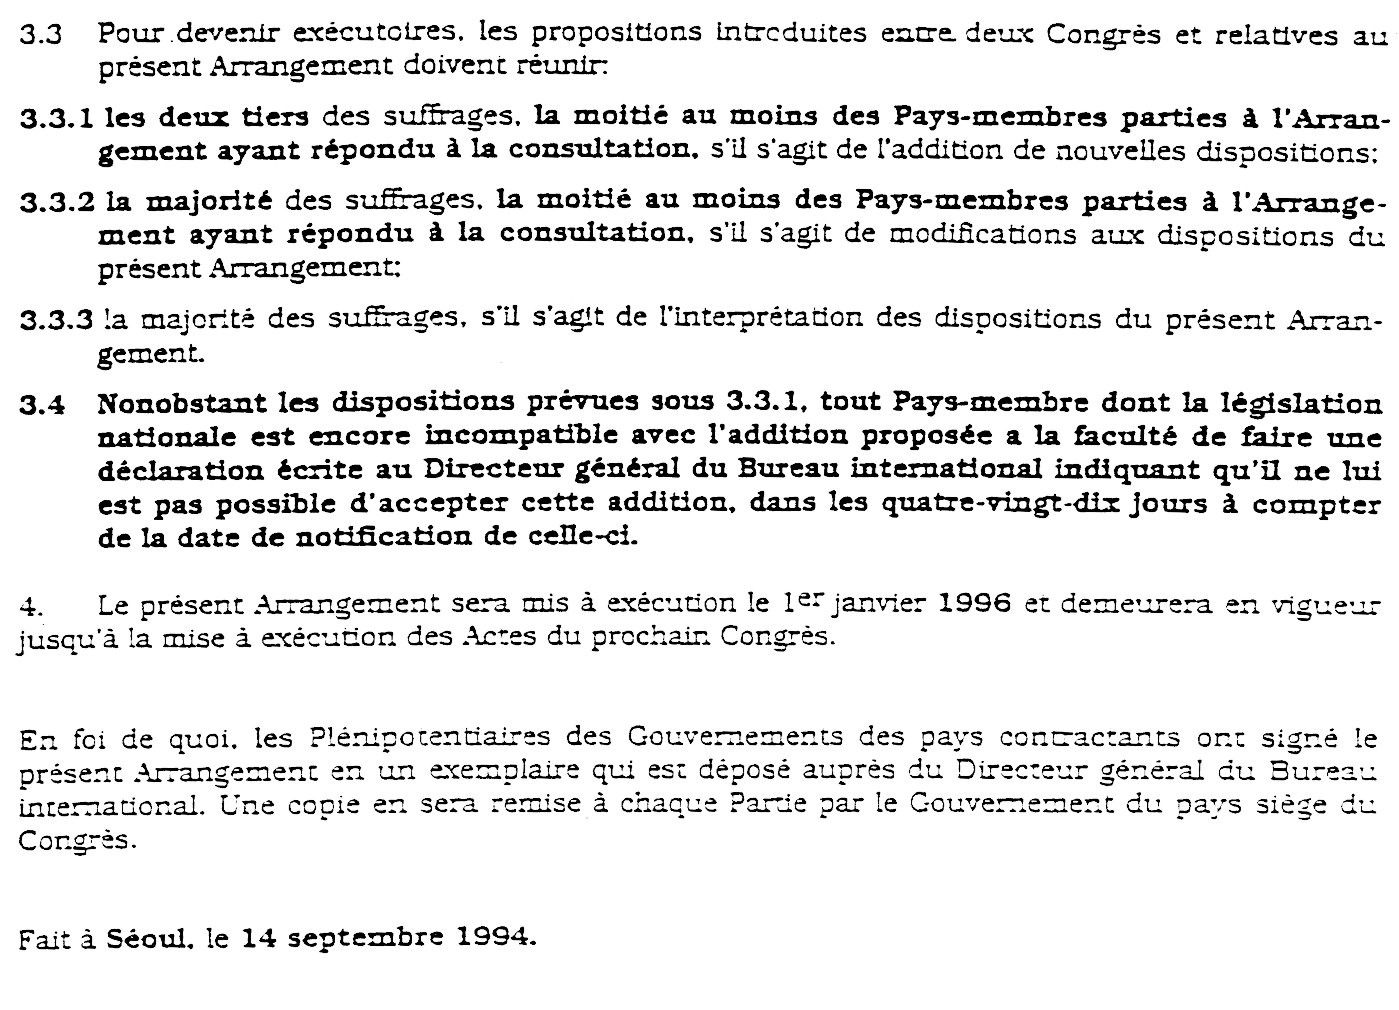 3.3 Pour devenir exécutoires, les propositions introduites entre deux Congrès et relatives au
présent Arrangement doivent réunir:
3.3.1 les deux tiers des suffrages, la moitié au moins des Pays-membres parties à l'Arran-
gement ayant répondu à la consultation, s'il s'agit de l'addition de nouvelles dispositions;
3.3.2 la majorité des suffrages, la moitié au moins des Pays-membres parties à l'Arrange-
ment ayant répondu à la consultation, s'il s'agit de modifications aux dispositions du
présent Arrangement;
3.3.3 la majorité des suffrages, s'il s'agit de l'interprétation des dispositions du présent Arran-
gement.
3.4 Nonobstant les dispositions prévues sous 3.3.1, tout Pays-membre dont la législation
nationale est encore incompatible avec l'addition proposée a la faculté de faire une
déclaration écrite au Directeur général du Bureau international indiquant qu'il ne lui
est pas possible d'accepter cette addition, dans les quatre-vingt-dix jours à compter
de la date de notification de celle-ci.
4. Le présent Arrangement sera mis à exécution le 1er janvier 1996 et demeurera en vigueur
jusqu'à la mise à exécution des Actes du prochain Congrès.
En foi de quoi, les Plénipotentiaires des Gouvernements des pays contractants ont signé le
présent Arrangement en un exemplaire qui est déposé auprès du Directeur général du Bureau
international. Une copie en sera remise à chaque Partie par le Gouvernement du pays siège du
Congrès.
Fait à Séoul, le 14 septembre 1994.